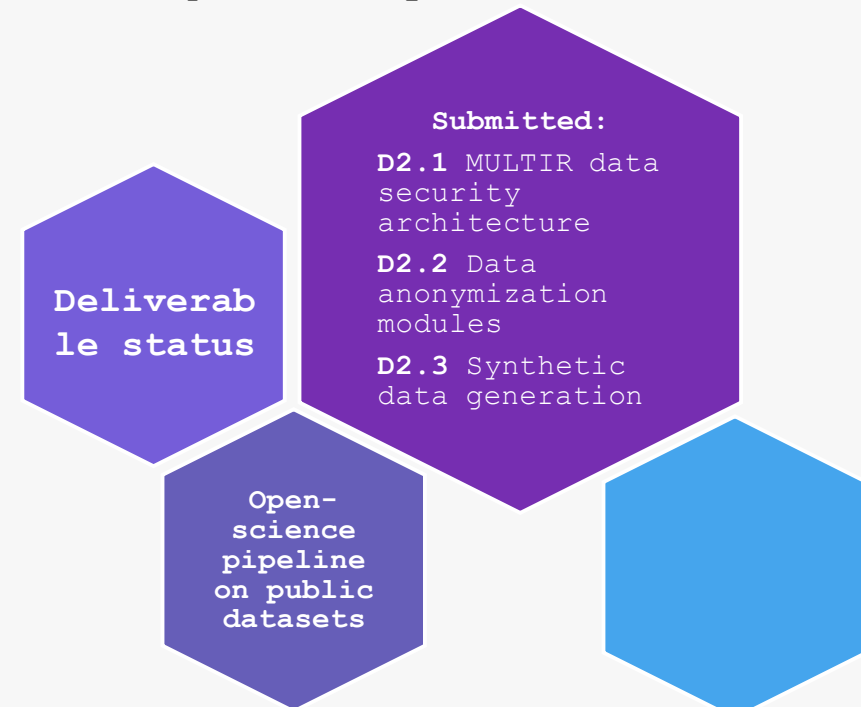 Submitted:
D2.1 MULTIR data
security
architecture
D2.2 Data
anonymization
modules
D2.3 Synthetic
data generation
Deliverab
le status
Open-
science
pipeline
on public
datasets